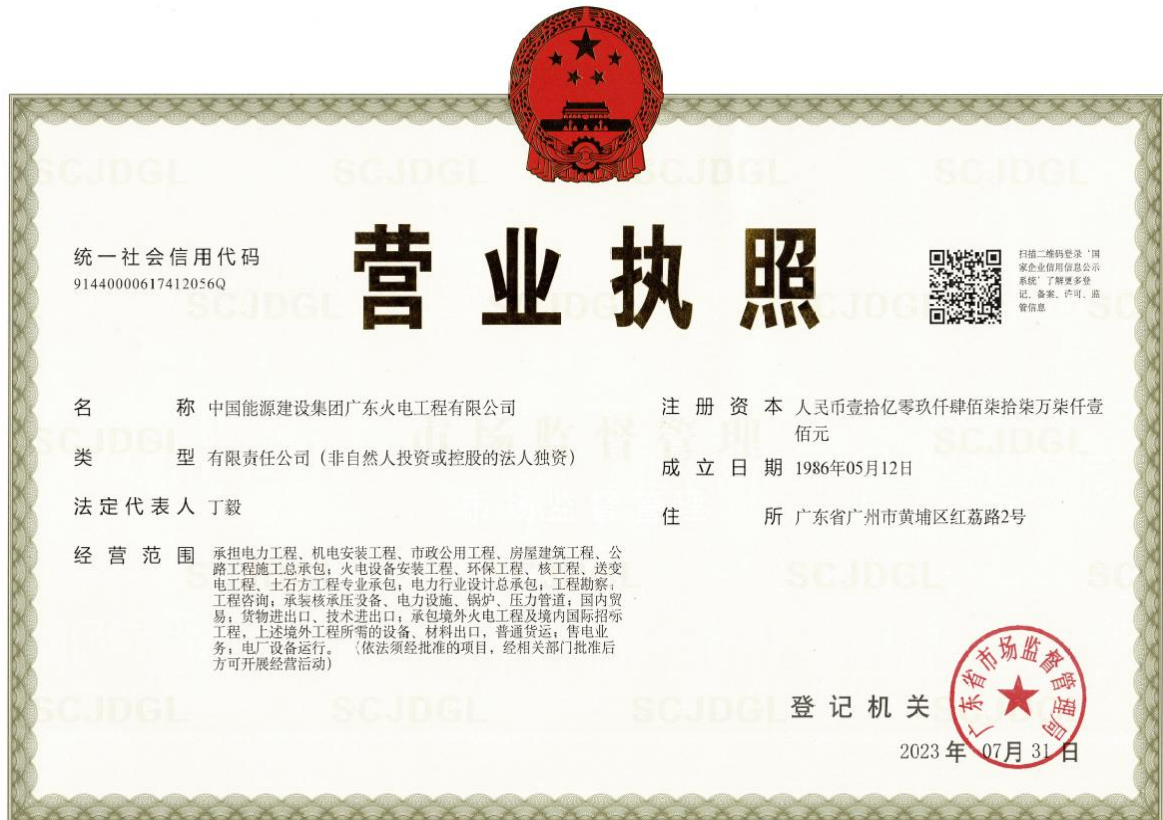 营业执照
统一社会信用代码
91440000617412056Q
扫描二维码登录‘国
家企业信用信息公示
系统’了解更多登
记、备案、许可、监
管信息
名称 中国能源建设集团广东火电工程有限公司
类型 有限责任公司（非自然人投资或控股的法人独资）
法定代表人 丁毅
经营范围 承担电力工程、机电安装工程、市政公用工程、房屋建筑工程、公
路工程施工总承包；火电设备安装工程、环保工程、核工程、送变
电工程、土石方工程专业承包；电力行业设计总承包；工程勘察；
工程咨询；承装核承压设备、电力设施、锅炉、压力管道；国内贸
易；货物进出口、技术进出口；承包境外火电工程及境内国际招标
工程，上述境外工程所需的设备、材料出口，普通货运；售电业
务；电厂设备运行。（依法须经批准的项目，经相关部门批准后
方可开展经营活动）
注册资本 人民币壹拾亿零玖仟肆佰柒拾柒万柒仟壹
佰元
成立日期 1986年05月12日
住所 广东省广州市黄埔区红荔路2号
登记机关
广东省市场监督管理局
2023年07月31日
SCJDGL
市场监督管理